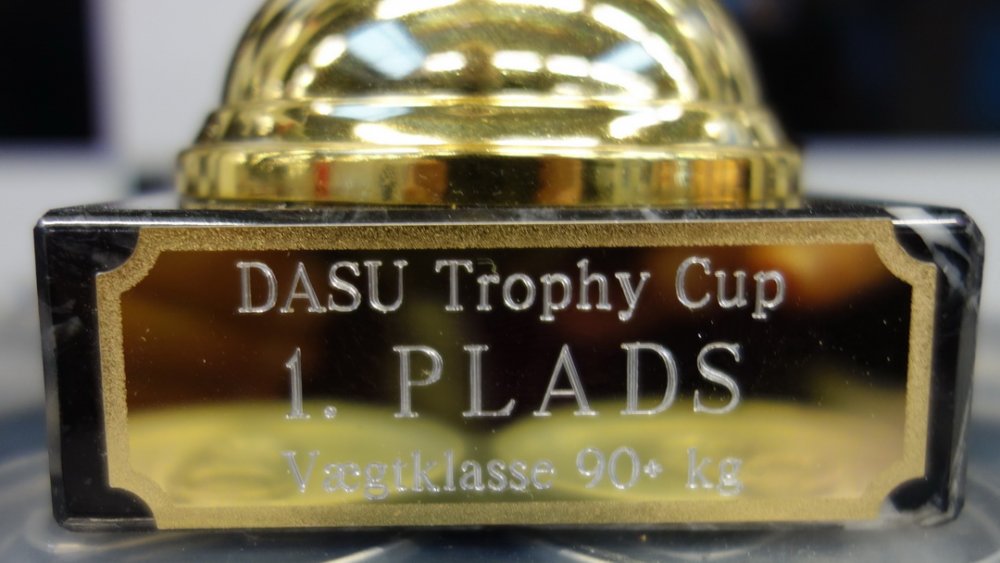 DASU Trophy Cup
1. PLADS
Vægtklasse 90+ kg